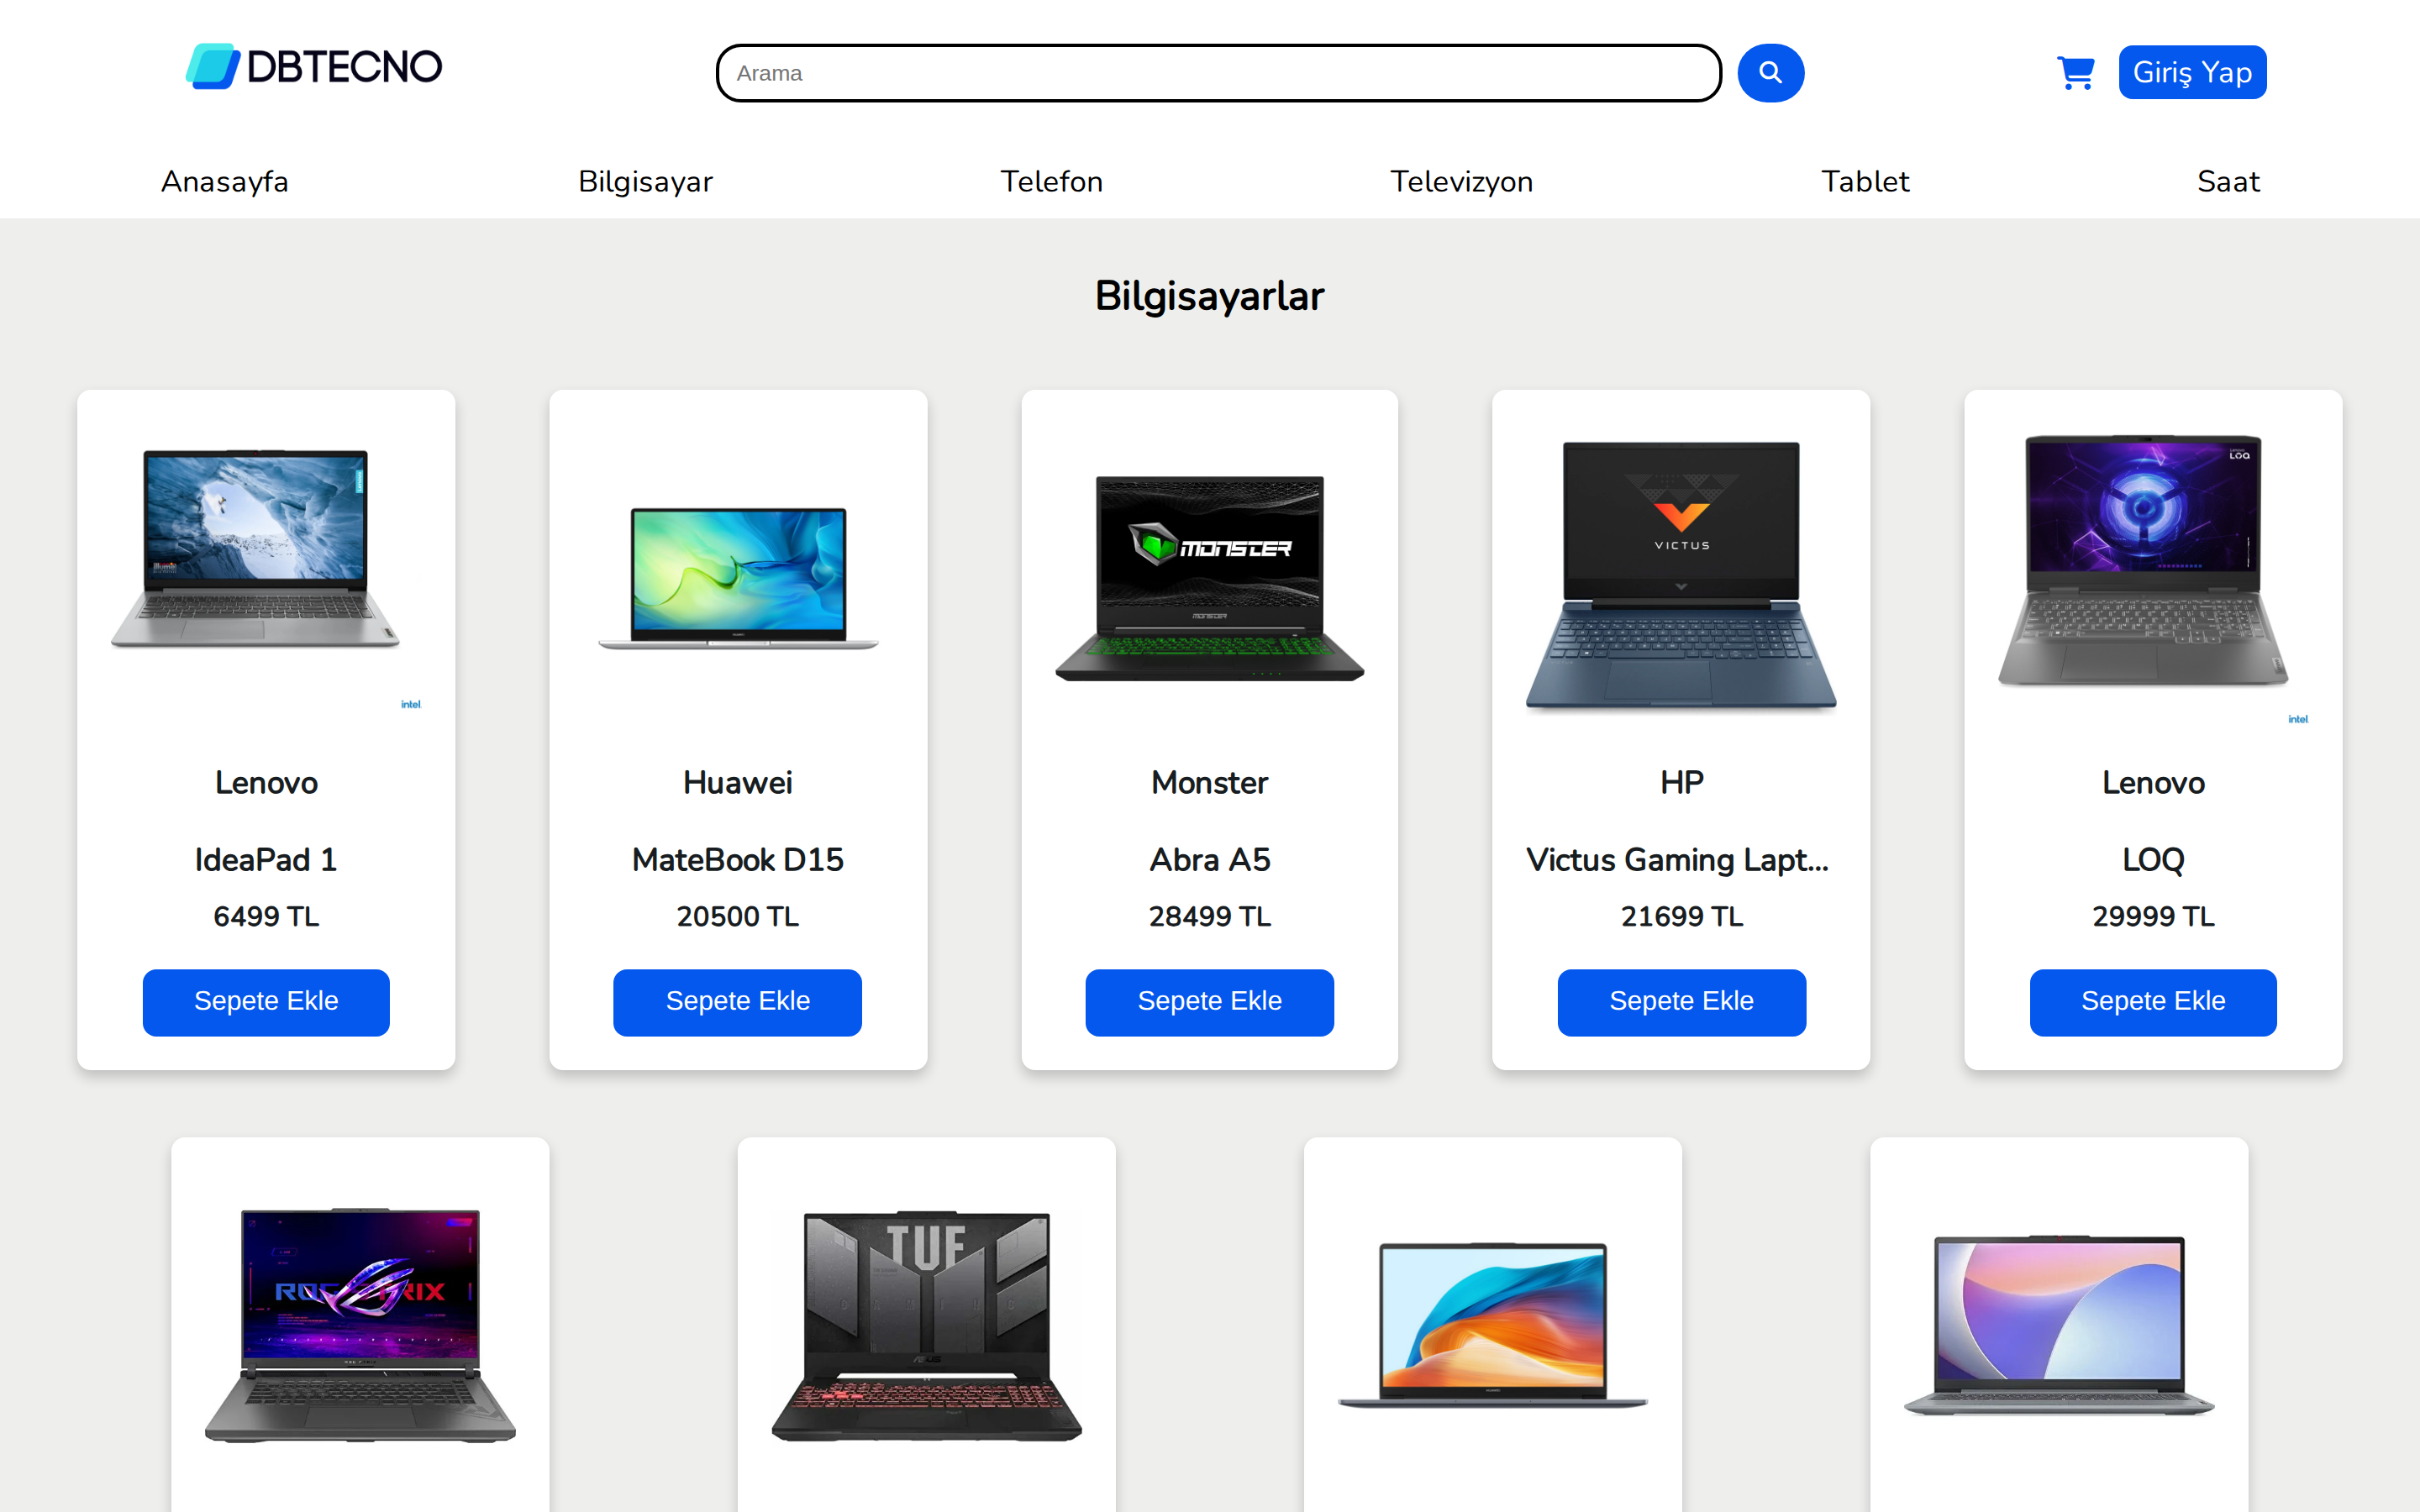 DBTECNO
Arama
Giriş Yap
Anasayfa
Bilgisayar
Telefon
Televizyon
Tablet
Saat
Bilgisayarlar
Lenovo
intel
MONSTER
MONSTER
VICTUS
LOQ
intel
Lenovo
Huawei
Monster
HP
Lenovo
IdeaPad 1
MateBook D15
Abra A5
Victus Gaming Lapt...
LOQ
6499 TL
20500 TL
28499 TL
21699 TL
29999 TL
Sepete Ekle
Sepete Ekle
Sepete Ekle
Sepete Ekle
Sepete Ekle
TUF